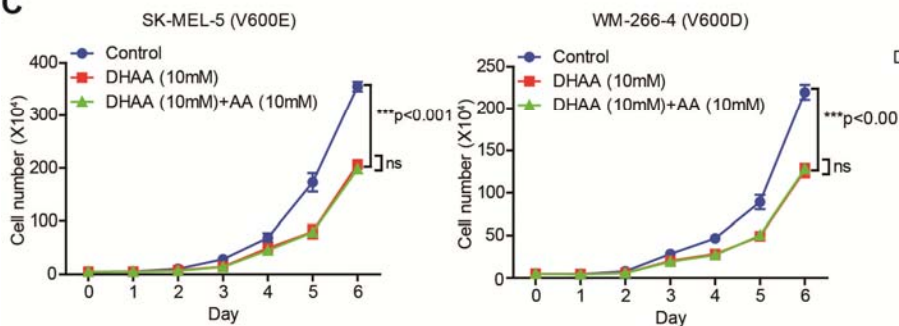 C
SK-MEL-5 (V600E)
Control
DHAA (10mM)
DHAA (10mM)+AA (10mM)
***p<0.001
ns
Cell number (X10⁴)
400
300
200
100
0
0 1 2 3 4 5 6
Day
WM-266-4 (V600D)
Control
DHAA (10mM)
DHAA (10mM)+AA (10mM)
***p<0.00
ns
Cell number (X10⁴)
250
200
150
100
50
0
0 1 2 3 4 5 6
Day
D